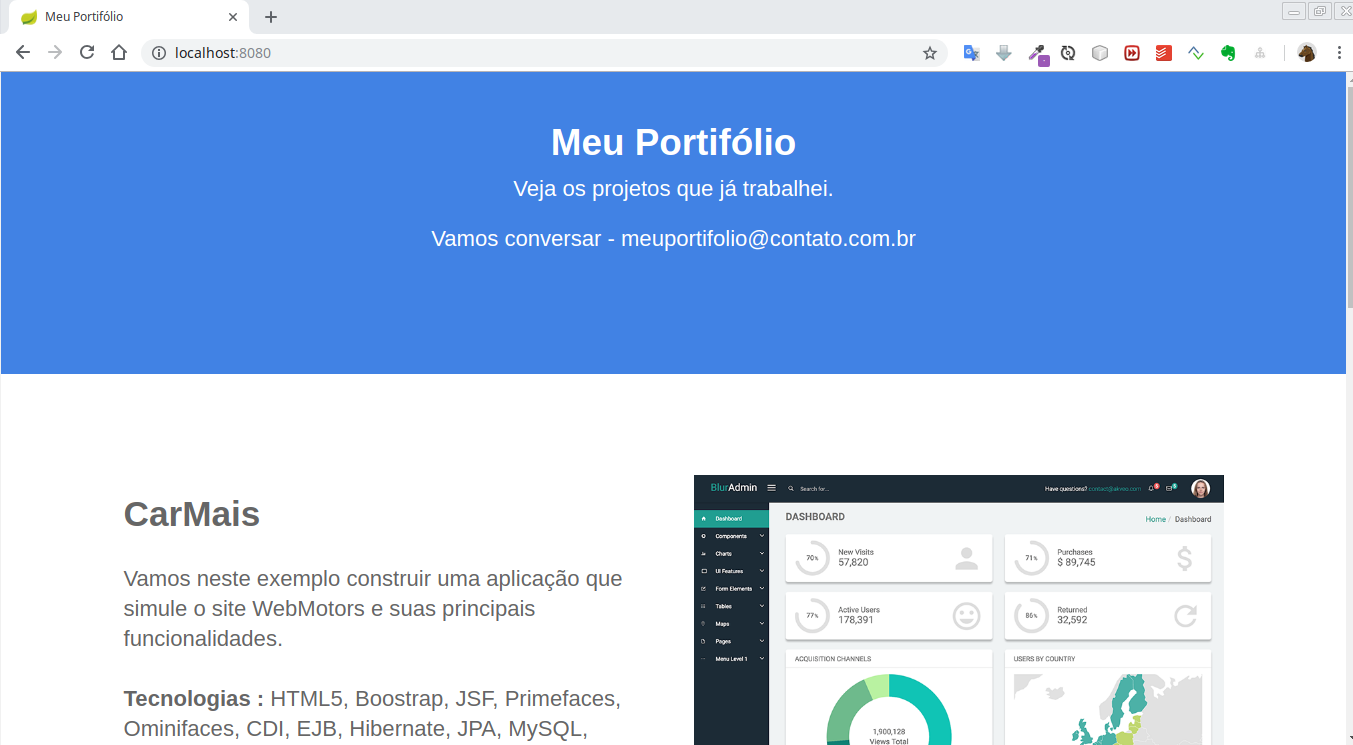 Meu Portifólio
localhost:8080
Meu Portifólio
Veja os projetos que já trabalhei.
Vamos conversar - meuportifolio@contato.com.br
CarMais
Vamos neste exemplo construir uma aplicação que
simule o site WebMotors e suas principais
funcionalidades.
Tecnologias : HTML5, Boostrap, JSF, Primefaces,
Ominifaces, CDI, EJB, Hibernate, JPA, MySQL,
BlurAdmin
Search for...
Have questions?
Dashboard
Components
Charts
UI Features
Form Elements
Tables
Maps
Pages
Menu Level 1
DASHBOARD
Home / Dashboard
70%
New Visits
57,820
71%
Purchases
$ 89,745
77%
Active Users
178,391
86%
Returned
32,592
ACQUISITION CHANNELS
1,900,128
Views Total
USERS BY COUNTRY